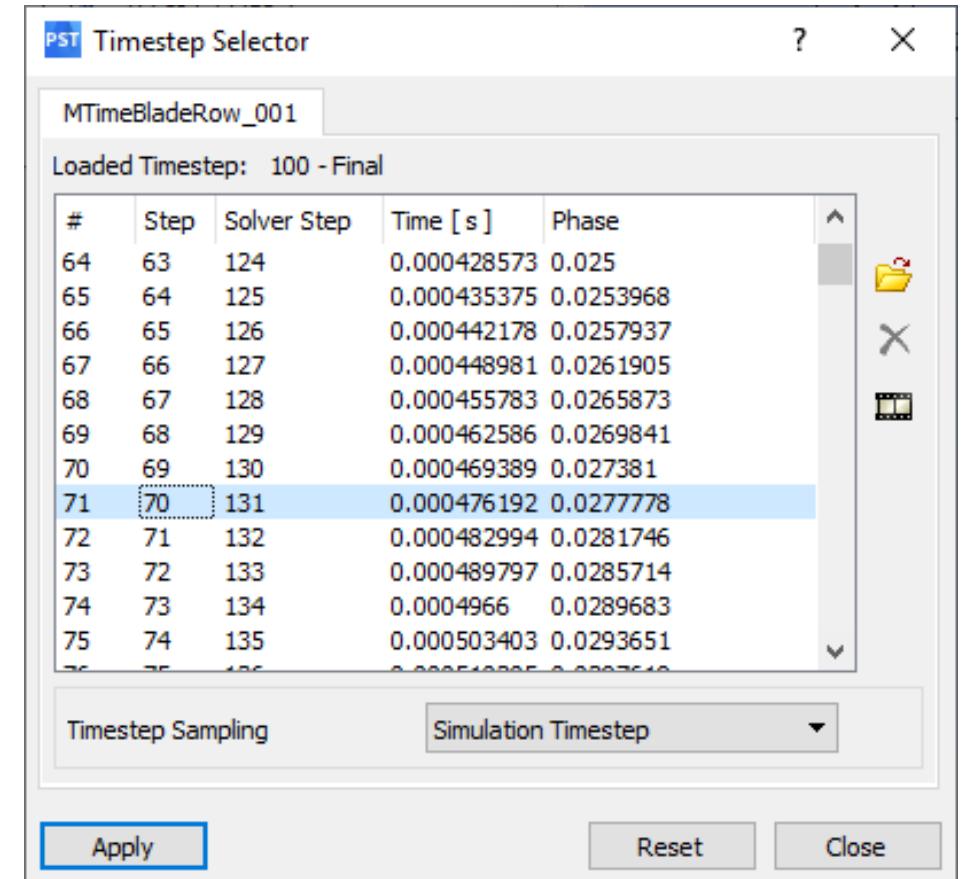 PST Timestep Selector ?
MTimeBladeRow_001
Loaded Timestep: 100 - Final
# Step Solver Step Time [ s ] Phase
64 63 124 0.000428573 0.025
65 64 125 0.000435375 0.0253968
66 65 126 0.000442178 0.0257937
67 66 127 0.000448981 0.0261905
68 67 128 0.000455783 0.0265873
69 68 129 0.000462586 0.0269841
70 69 130 0.000469389 0.027381
71 70 131 0.000476192 0.0277778
72 71 132 0.000482994 0.0281746
73 72 133 0.000489797 0.0285714
74 73 134 0.0004966 0.0289683
75 74 135 0.000503403 0.0293651
Timestep Sampling Simulation Timestep
Apply Reset Close